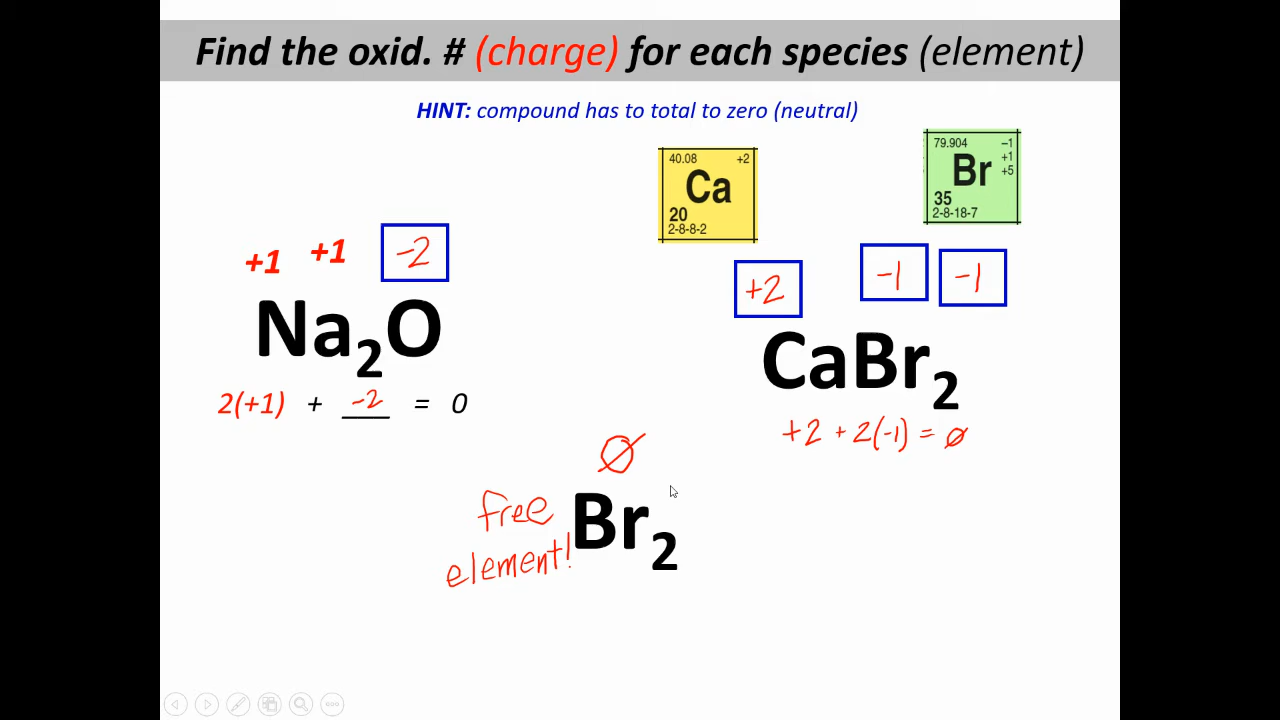 Find the oxid. # (charge) for each species (element)
HINT: compound has to total to zero (neutral)
40.08 +2
Ca
20
2-8-8-2
79.904 –1
+1
+5
Br
35
2-8-18-7
+1 +1 -2
Na₂O
2(+1) + -2 = 0
+2 -1 -1
CaBr₂
+2 + 2(-1) = ∅
∅
free
element!
Br₂